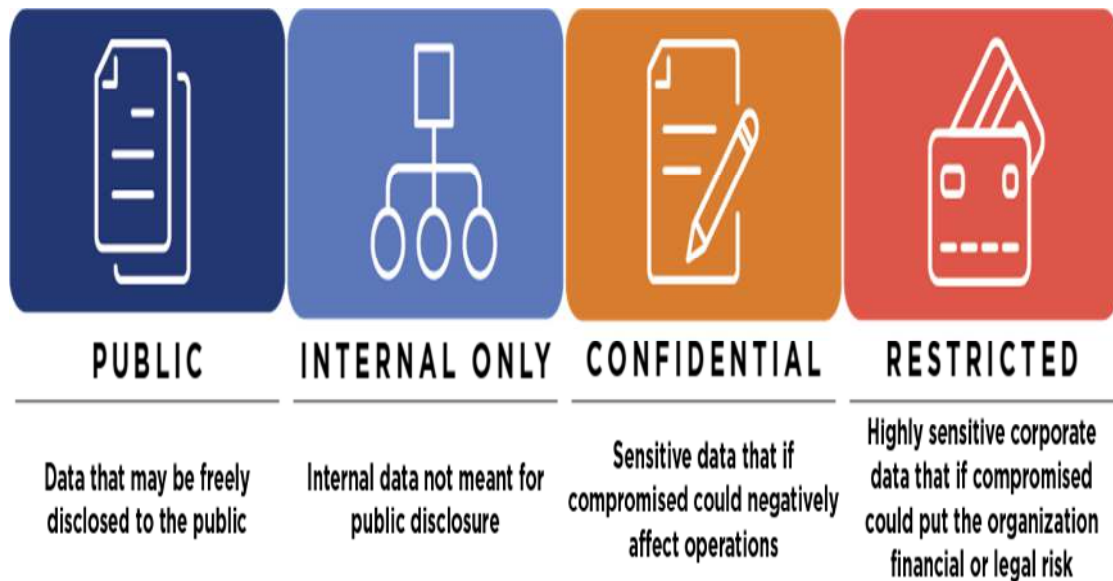 PUBLIC
Data that may be freely
disclosed to the public
INTERNAL ONLY
Internal data not meant for
public disclosure
CONFIDENTIAL
Sensitive data that if
compromised could negatively
affect operations
RESTRICTED
Highly sensitive corporate
data that if compromised
could put the organization
financial or legal risk